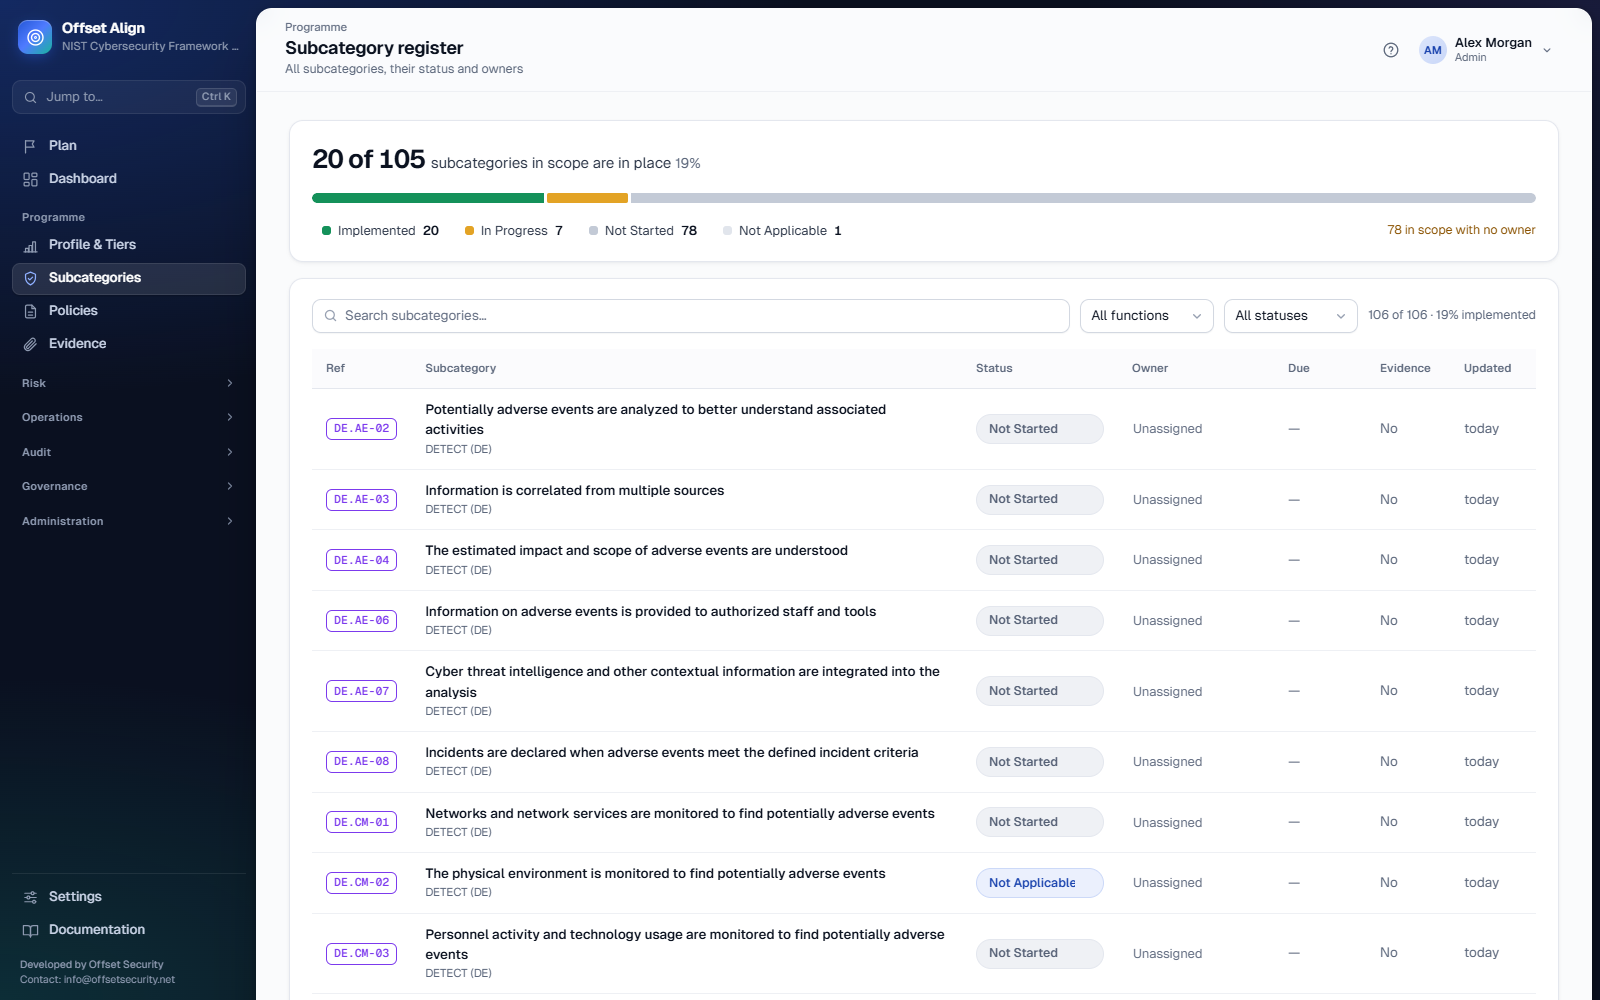 Offset Align
NIST Cybersecurity Framework ...
Jump to...
Ctrl K
Plan
Dashboard
Programme
Profile & Tiers
Subcategories
Policies
Evidence
Risk
Operations
Audit
Governance
Administration
Settings
Documentation
Developed by Offset Security
Contact: info@offsetsecurity.net
Programme
Subcategory register
All subcategories, their status and owners
AM
Alex Morgan
Admin
20 of 105 subcategories in scope are in place 19%
Implemented 20
In Progress 7
Not Started 78
Not Applicable 1
78 in scope with no owner
Search subcategories...
All functions
All statuses
106 of 106 · 19% implemented
Ref Subcategory Status Owner Due Evidence Updated
DE.AE-02
Potentially adverse events are analyzed to better understand associated
activities
DETECT (DE)
Not Started Unassigned — No today
DE.AE-03
Information is correlated from multiple sources
DETECT (DE)
Not Started Unassigned — No today
DE.AE-04
The estimated impact and scope of adverse events are understood
DETECT (DE)
Not Started Unassigned — No today
DE.AE-06
Information on adverse events is provided to authorized staff and tools
DETECT (DE)
Not Started Unassigned — No today
DE.AE-07
Cyber threat intelligence and other contextual information are integrated into the
analysis
DETECT (DE)
Not Started Unassigned — No today
DE.AE-08
Incidents are declared when adverse events meet the defined incident criteria
DETECT (DE)
Not Started Unassigned — No today
DE.CM-01
Networks and network services are monitored to find potentially adverse events
DETECT (DE)
Not Started Unassigned — No today
DE.CM-02
The physical environment is monitored to find potentially adverse events
DETECT (DE)
Not Applicable Unassigned — No today
DE.CM-03
Personnel activity and technology usage are monitored to find potentially adverse
events
DETECT (DE)
Not Started Unassigned — No today